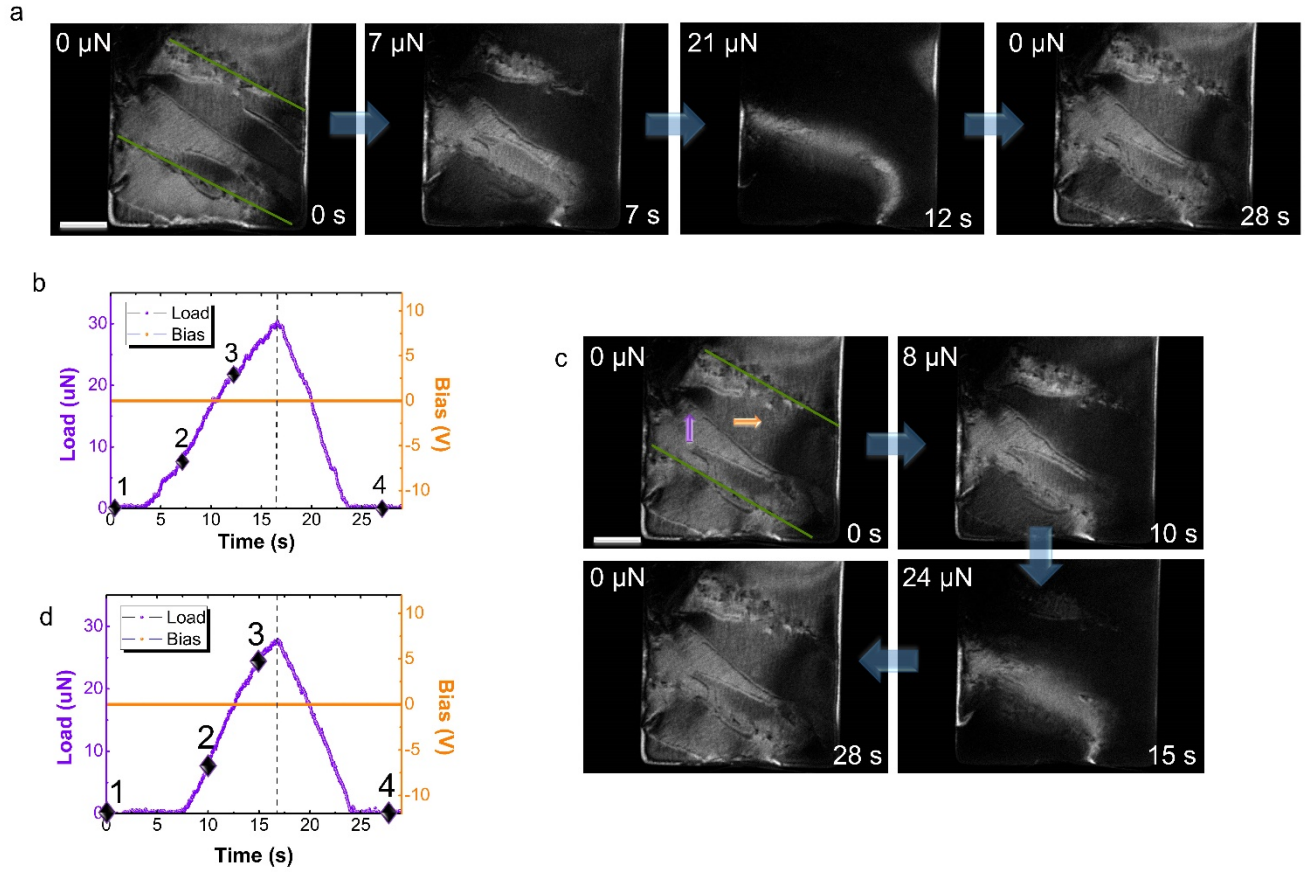 a
0 µN
7 µN
21 µN
0 µN
0 s
7 s
12 s
28 s
b
Load
Bias
30
20
10
0
10
5
0
-5
-10
1
2
3
4
0
5
10
15
20
25
Load (uN)
Bias (V)
Time (s)
c
0 µN
8 µN
0 s
10 s
0 µN
24 µN
28 s
15 s
d
Load
Bias
30
20
10
0
10
5
0
-5
-10
1
2
3
4
0
5
10
15
20
25
Load (uN)
Bias (V)
Time (s)